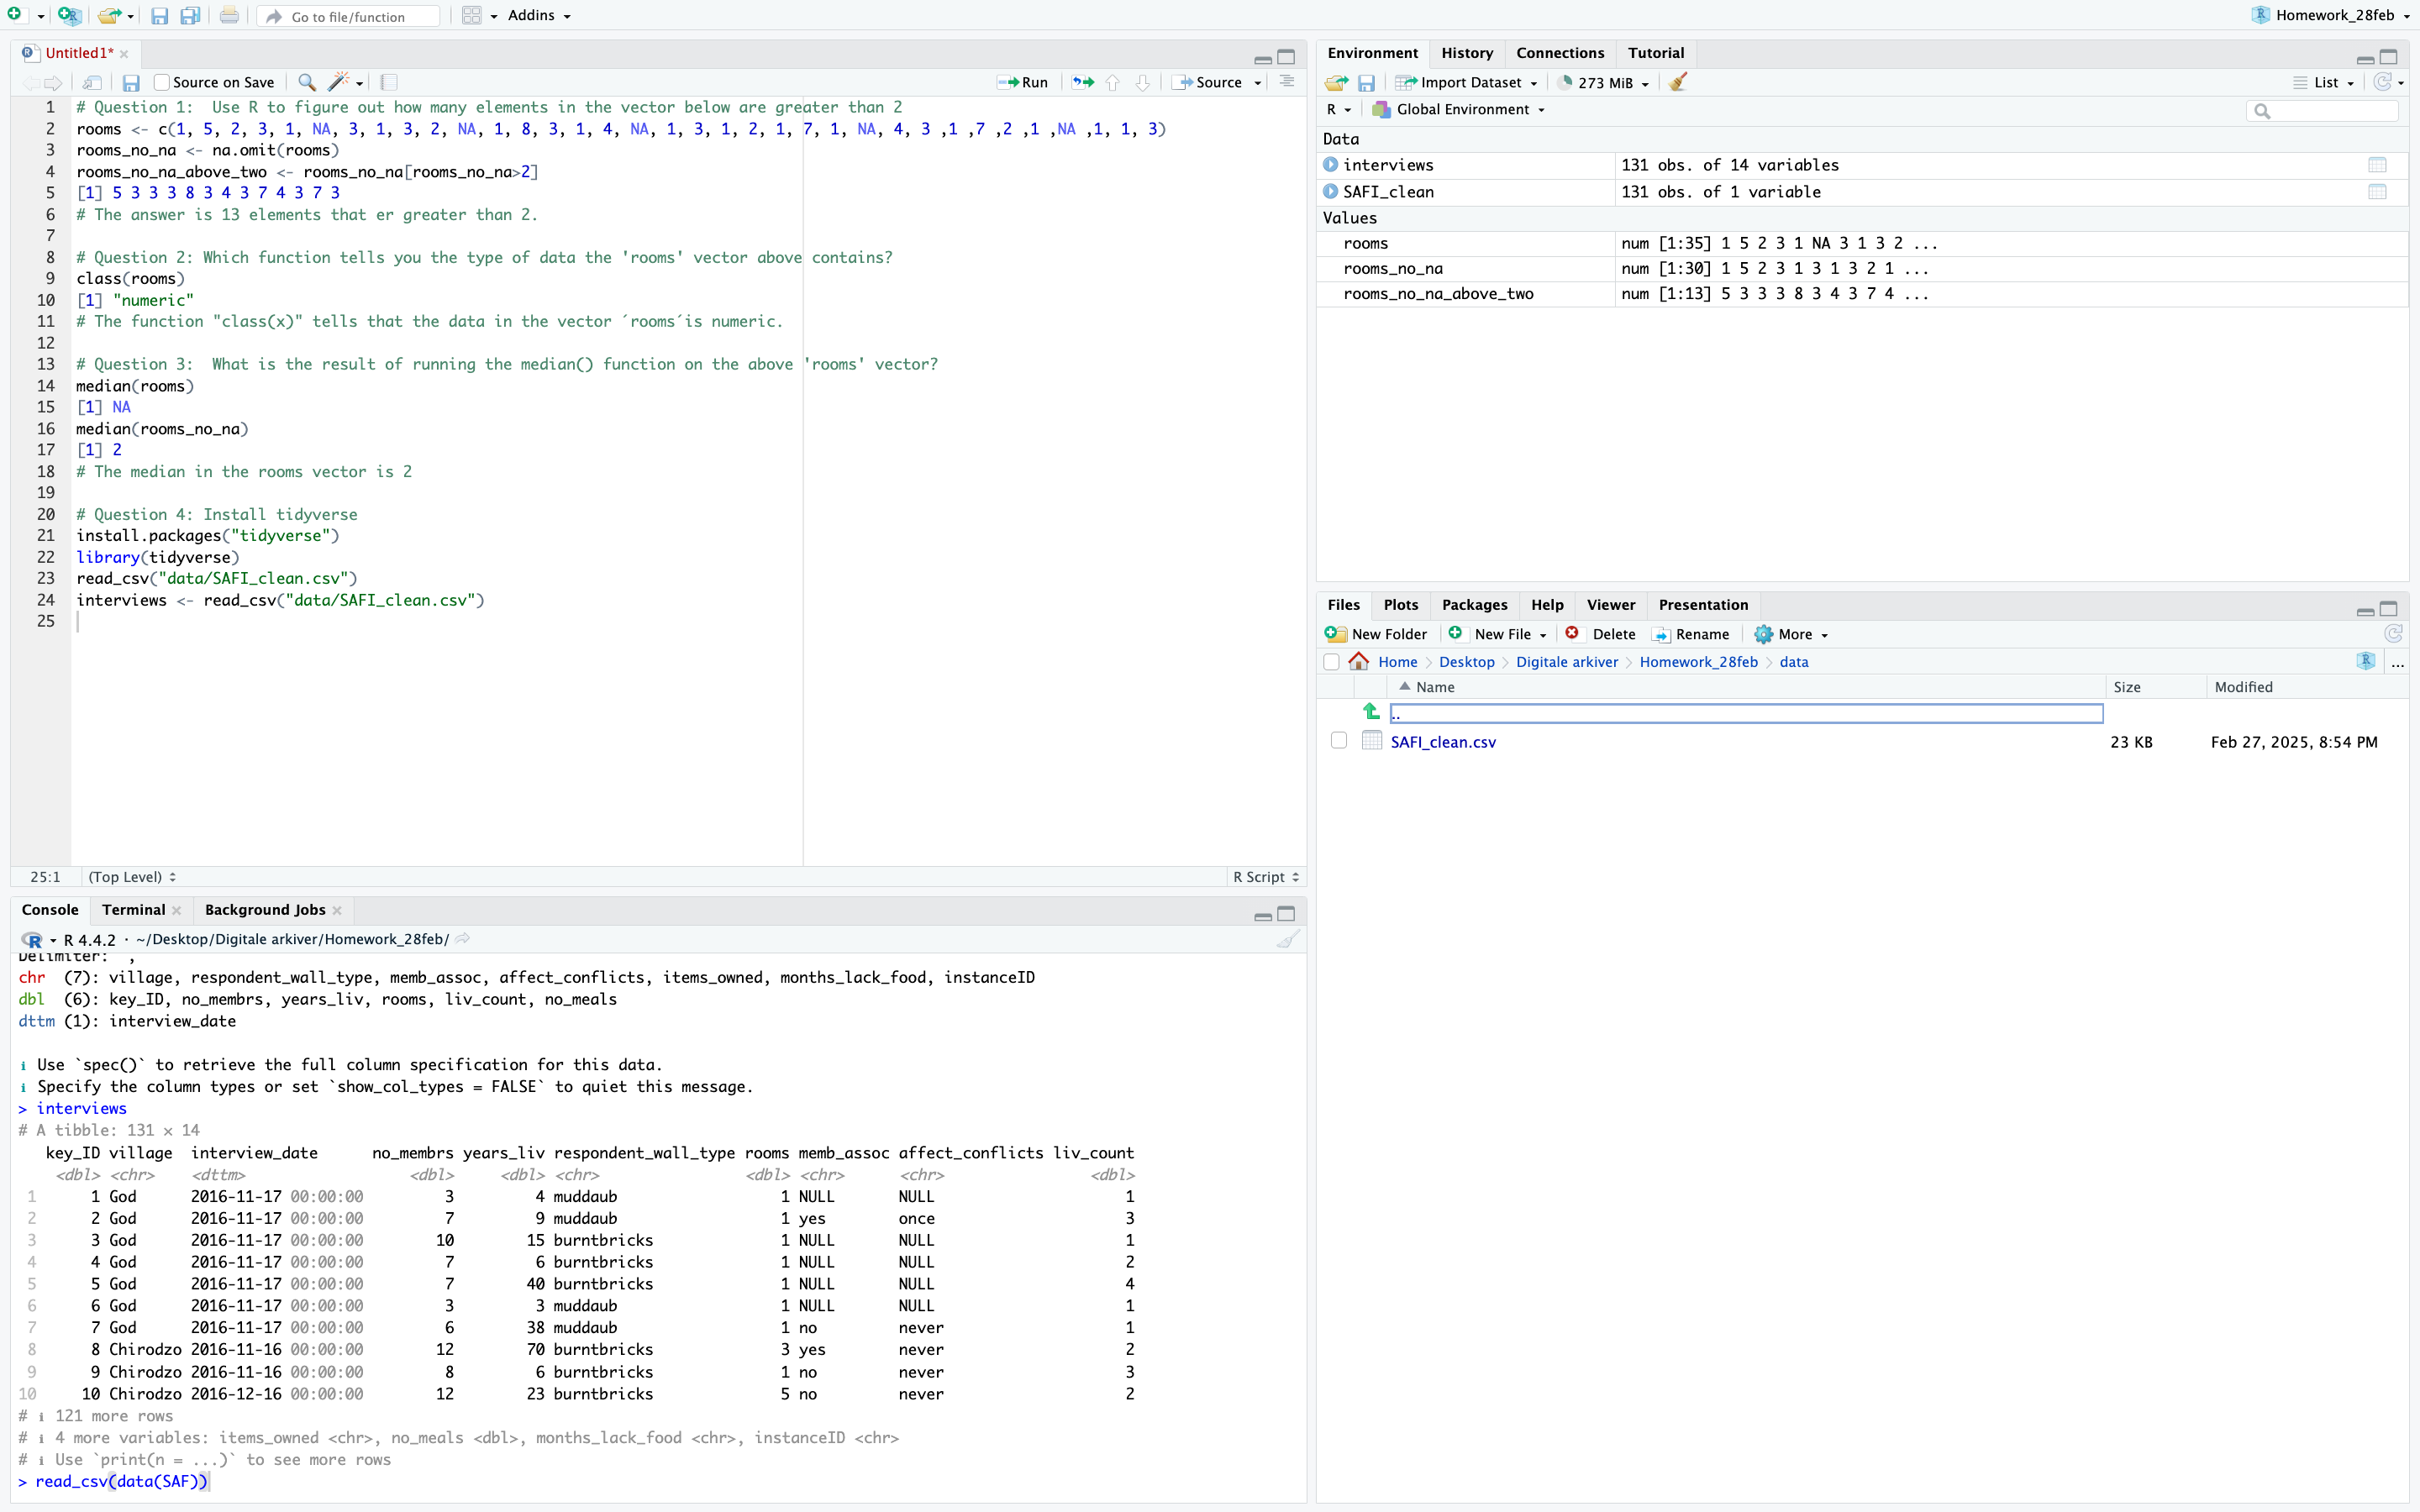 Go to file/function Addins Homework_28feb
Untitled1*
Source on Save Run Source
1 # Question 1:  Use R to figure out how many elements in the vector below are greater than 2
2 rooms <- c(1, 5, 2, 3, 1, NA, 3, 1, 3, 2, NA, 1, 8, 3, 1, 4, NA, 1, 3, 1, 2, 1, 7, 1, NA, 4, 3 ,1 ,7 ,2 ,1 ,NA ,1, 1, 3)
3 rooms_no_na <- na.omit(rooms)
4 rooms_no_na_above_two <- rooms_no_na[rooms_no_na>2]
5 [1] 5 3 3 3 8 3 4 3 7 4 3 7 3
6 # The answer is 13 elements that er greater than 2.
7
8 # Question 2: Which function tells you the type of data the 'rooms' vector above contains?
9 class(rooms)
10 [1] "numeric"
11 # The function "class(x)" tells that the data in the vector ´rooms´is numeric.
12
13 # Question 3:  What is the result of running the median() function on the above 'rooms' vector?
14 median(rooms)
15 [1] NA
16 median(rooms_no_na)
17 [1] 2
18 # The median in the rooms vector is 2
19
20 # Question 4: Install tidyverse
21 install.packages("tidyverse")
22 library(tidyverse)
23 read_csv("data/SAFI_clean.csv")
24 interviews <- read_csv("data/SAFI_clean.csv")
25
25:1 (Top Level) R Script
Console Terminal Background Jobs
R 4.4.2 · ~/Desktop/Digitale arkiver/Homework_28feb/
Delimiter: ","
chr  (7): village, respondent_wall_type, memb_assoc, affect_conflicts, items_owned, months_lack_food, instanceID
dbl  (6): key_ID, no_membrs, years_liv, rooms, liv_count, no_meals
dttm (1): interview_date
ℹ Use `spec()` to retrieve the full column specification for this data.
ℹ Specify the column types or set `show_col_types = FALSE` to quiet this message.
> interviews
# A tibble: 131 × 14
key_ID village interview_date no_membrs years_liv respondent_wall_type rooms memb_assoc affect_conflicts liv_count
<dbl> <chr> <dttm> <dbl> <dbl> <chr> <dbl> <chr> <chr> <dbl>
1 1 God 2016-11-17 00:00:00 3 4 muddaub 1 NULL NULL 1
2 2 God 2016-11-17 00:00:00 7 9 muddaub 1 yes once 3
3 3 God 2016-11-17 00:00:00 10 15 burntbricks 1 NULL NULL 1
4 4 God 2016-11-17 00:00:00 7 6 burntbricks 1 NULL NULL 2
5 5 God 2016-11-17 00:00:00 7 40 burntbricks 1 NULL NULL 4
6 6 God 2016-11-17 00:00:00 3 3 muddaub 1 NULL NULL 1
7 7 God 2016-11-17 00:00:00 6 38 muddaub 1 no never 1
8 8 Chirodzo 2016-11-16 00:00:00 12 70 burntbricks 3 yes never 2
9 9 Chirodzo 2016-11-16 00:00:00 8 6 burntbricks 1 no never 3
10 10 Chirodzo 2016-12-16 00:00:00 12 23 burntbricks 5 no never 2
# ℹ 121 more rows
# ℹ 4 more variables: items_owned <chr>, no_meals <dbl>, months_lack_food <chr>, instanceID <chr>
# ℹ Use `print(n = ...)` to see more rows
> read_csv(data(SAF))
Environment History Connections Tutorial
Import Dataset 273 MiB List
R Global Environment
Data
interviews 131 obs. of 14 variables
SAFI_clean 131 obs. of 1 variable
Values
rooms num [1:35] 1 5 2 3 1 NA 3 1 3 2 ...
rooms_no_na num [1:30] 1 5 2 3 1 3 1 3 2 1 ...
rooms_no_na_above_two num [1:13] 5 3 3 3 8 3 4 3 7 4 ...
Files Plots Packages Help Viewer Presentation
New Folder New File Delete Rename More
Home Desktop Digitale arkiver Homework_28feb data ...
Name Size Modified
..
SAFI_clean.csv 23 KB Feb 27, 2025, 8:54 PM